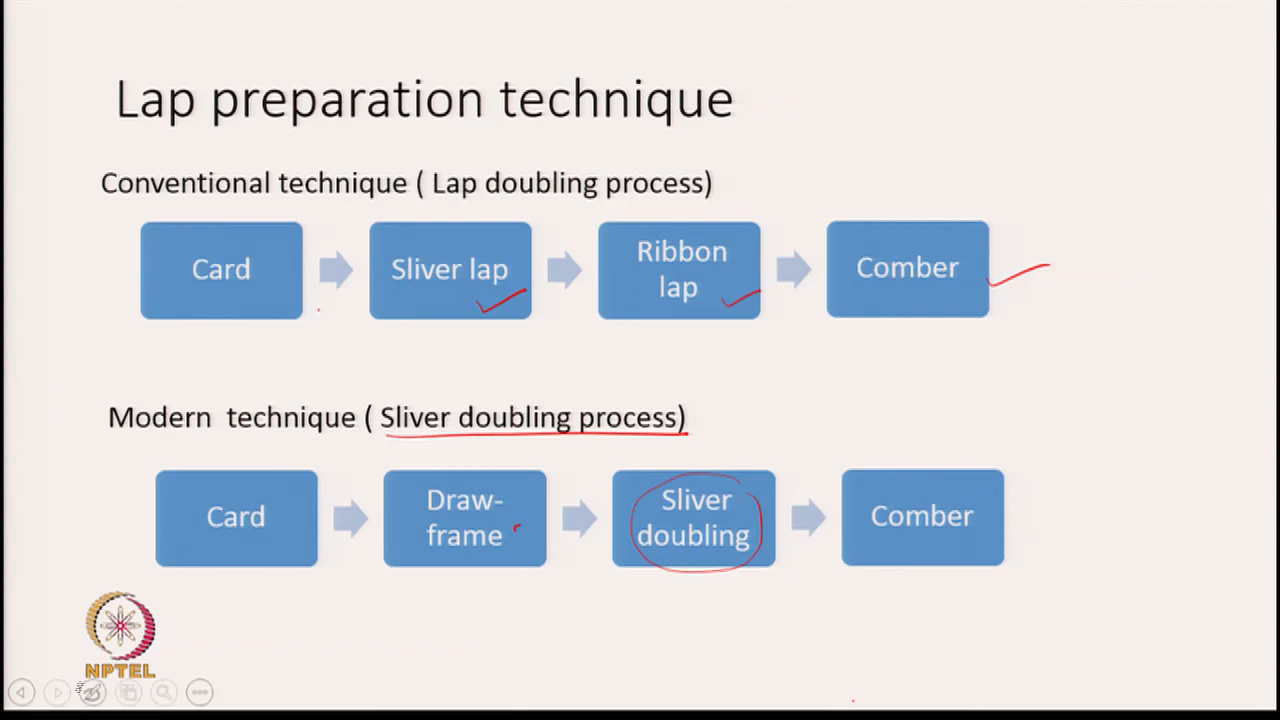 Lap preparation technique
Conventional technique ( Lap doubling process)
Card
Sliver lap
Ribbon
lap
Comber
Modern technique ( Sliver doubling process)
Card
Draw-
frame
Sliver
doubling
Comber
NPTEL